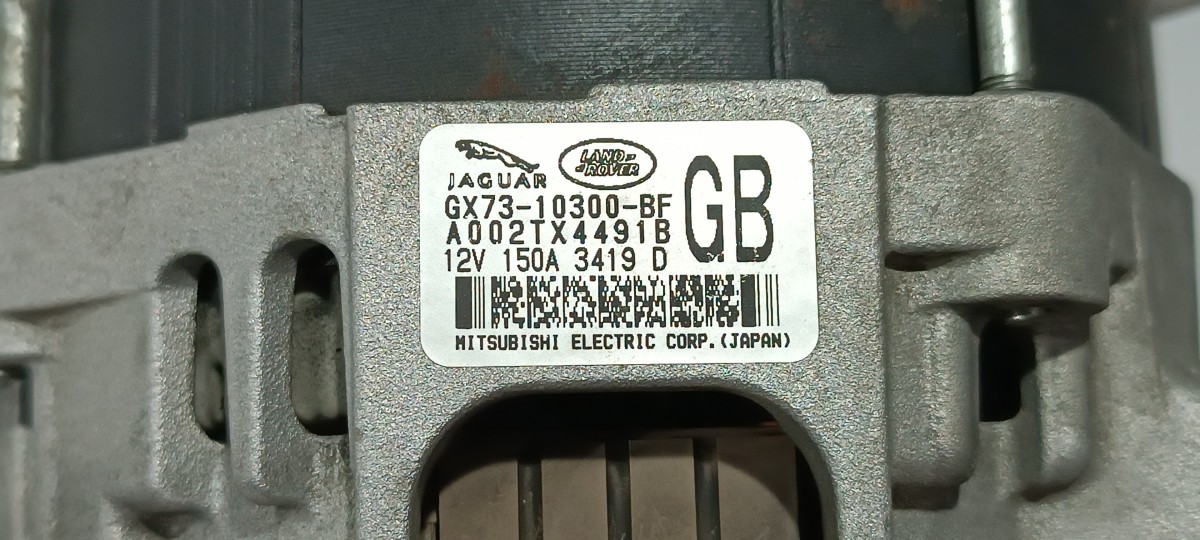 JAGUAR
LAND
ROVER
GX73-10300-BF
GB
A002TX4491B
12V 150A 3419 D
MITSUBISHI ELECTRIC CORP.(JAPAN)